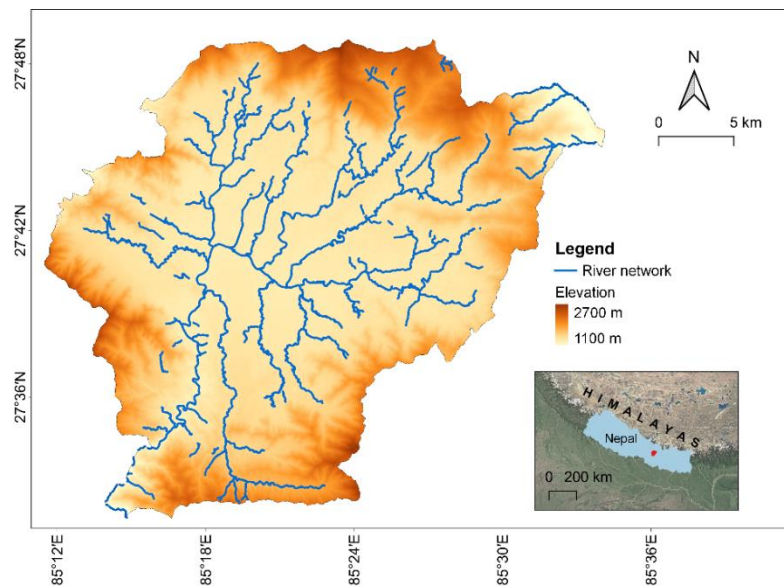 27°48'N
27°42'N
27°36'N
85°12'E
85°18'E
85°24'E
85°30'E
85°36'E
N
0 5 km
Legend
River network
Elevation
2700 m
1100 m
HIMALAYAS
Nepal
0 200 km